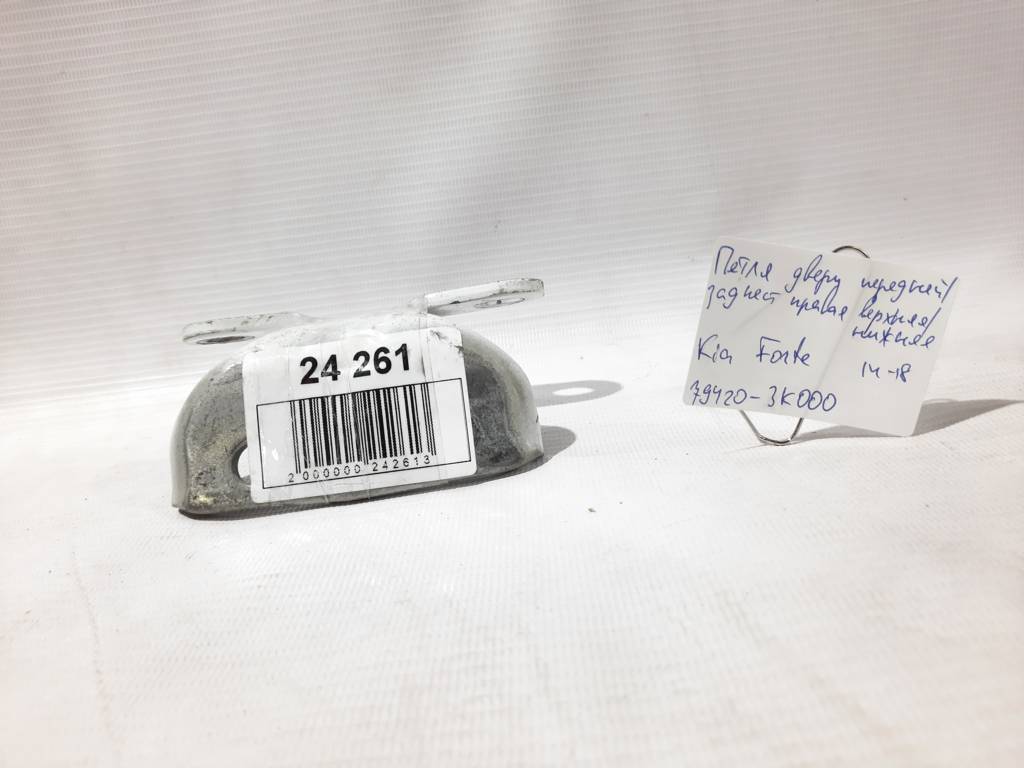 24 261
2 000000 242613
Петля двери передней/
задней правая верхняя/
нижняя
Kia Forte 14-18
79420-3K000